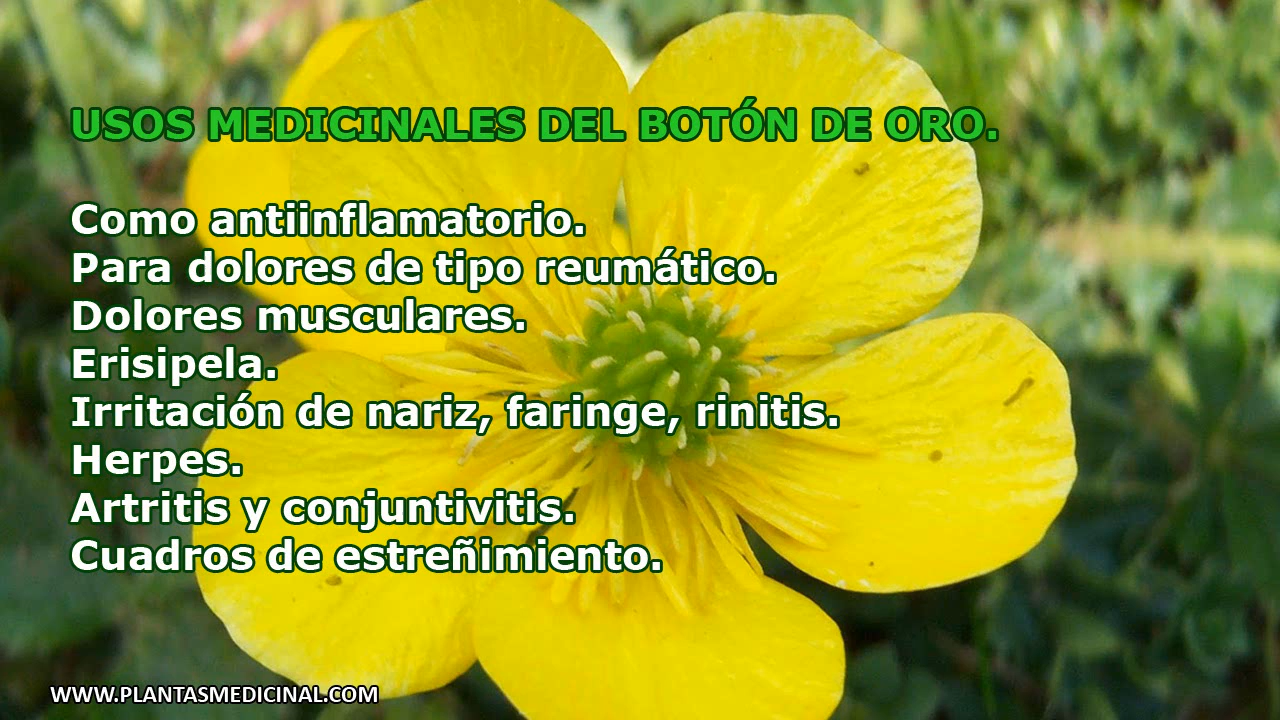 USOS MEDICINALES DEL BOTÓN DE ORO.
Como antiinflamatorio.
Para dolores de tipo reumático.
Dolores musculares.
Erisipela.
Irritación de nariz, faringe, rinitis.
Herpes.
Artritis y conjuntivitis.
Cuadros de estreñimiento.
WWW.PLANTASMEDICINAL.COM